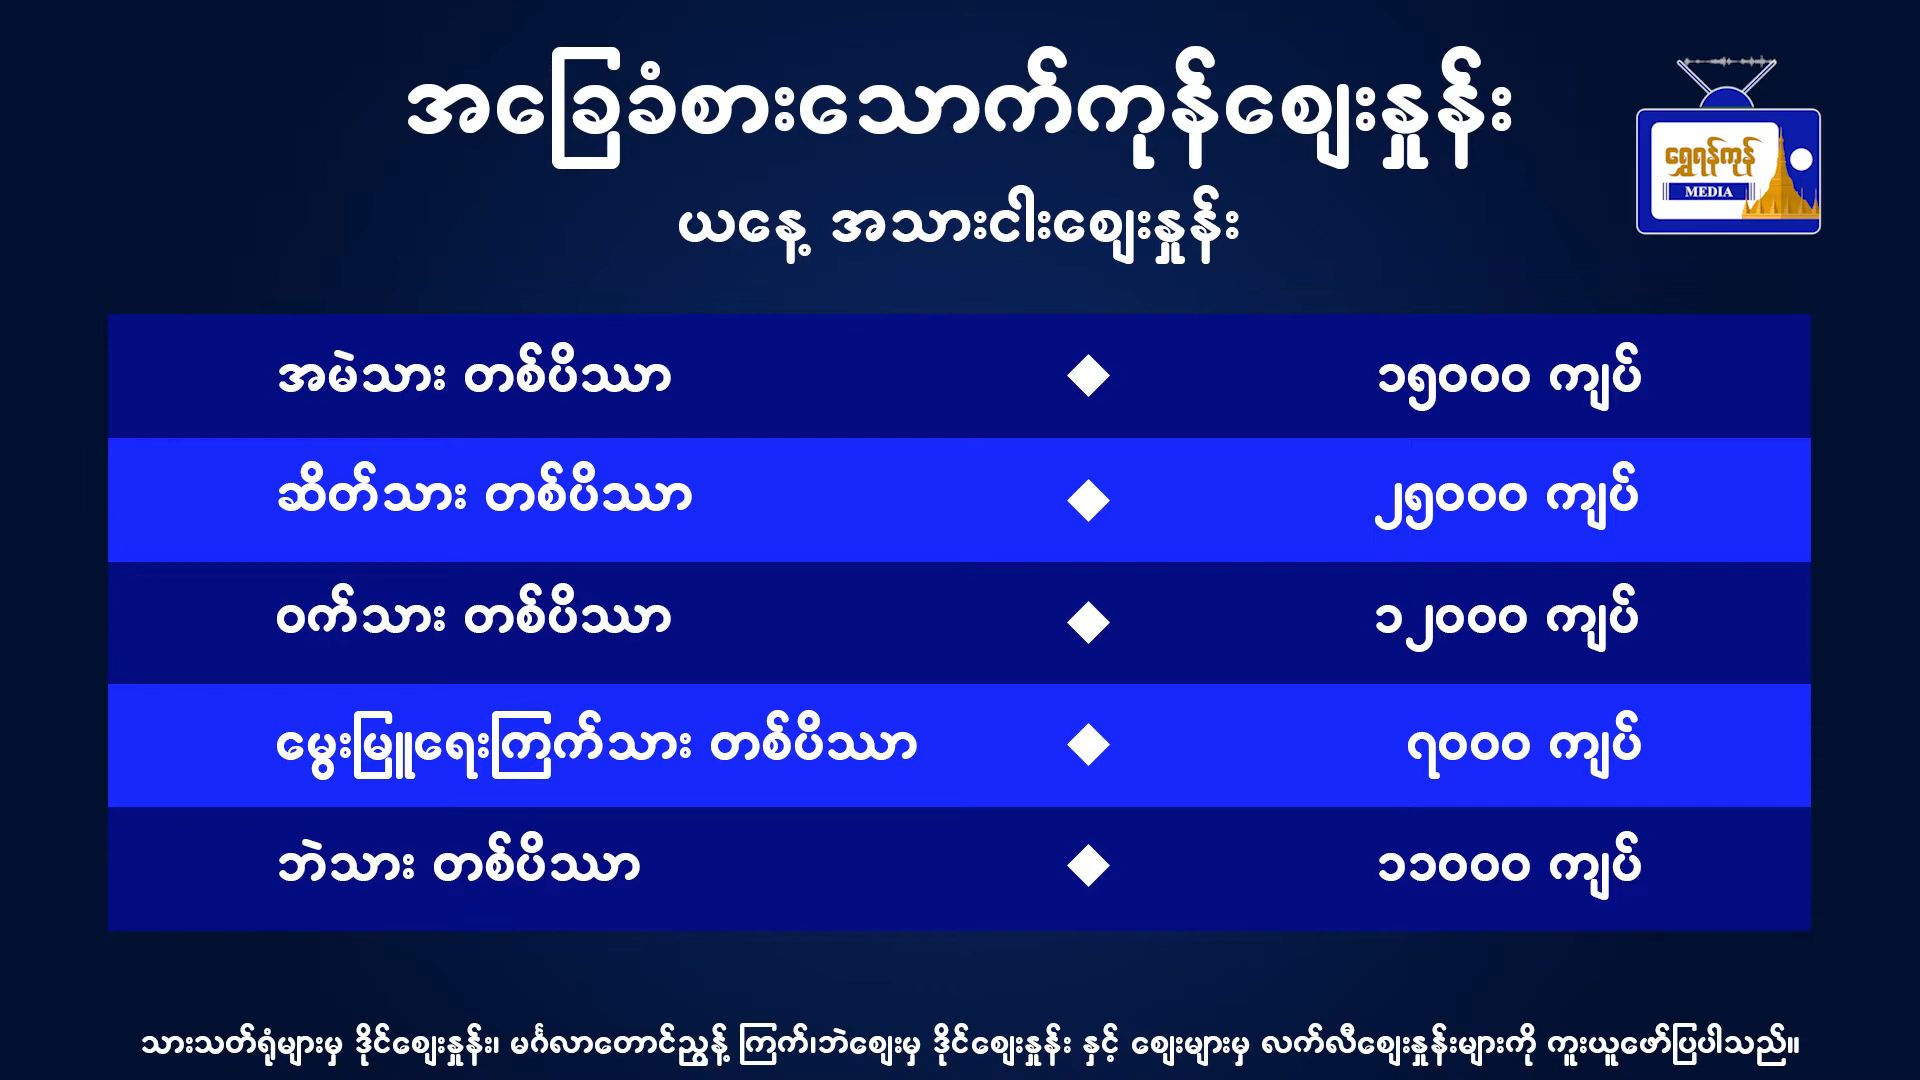 အခြေခံစားသောက်ကုန်ဈေးနှုန်း
ရွှေရန်ကုန်
MEDIA
ယနေ့ အသားငါးဈေးနှုန်း
အမဲသား တစ်ပိဿာ ◆ ၁၅၀၀၀ ကျပ်
ဆိတ်သား တစ်ပိဿာ ◆ ၂၅၀၀၀ ကျပ်
ဝက်သား တစ်ပိဿာ ◆ ၁၂၀၀၀ ကျပ်
မွေးမြူရေးကြက်သား တစ်ပိဿာ ◆ ၇၀၀၀ ကျပ်
ဘဲသား တစ်ပိဿာ ◆ ၁၁၀၀၀ ကျပ်
သားသတ်ရုံများမှ ဒိုင်ဈေးနှုန်း၊ မင်္ဂလာတောင်ညွန့် ကြက်၊ဘဲဈေးမှ ဒိုင်ဈေးနှုန်း နှင့် ဈေးများမှ လက်လီဈေးနှုန်းများကို ကူးယူဖော်ပြပါသည်။